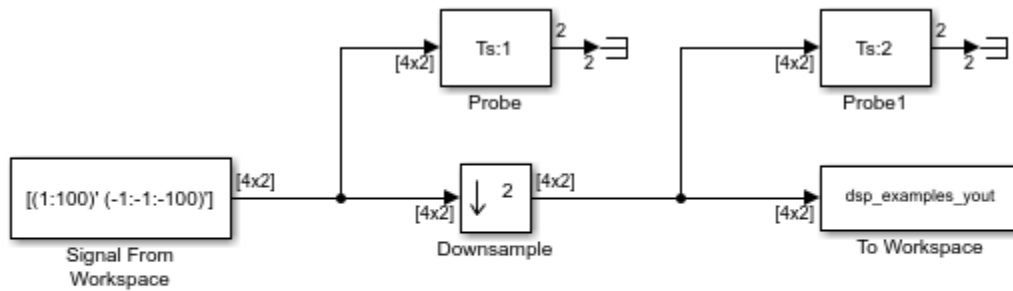 Ts:1
2
[4x2]
2
Probe
Ts:2
2
[4x2]
2
Probe1
[(1:100)' (-1:-1:-100)']
[4x2]
Signal From
Workspace
[4x2]
2
[4x2]
Downsample
dsp_examples_yout
[4x2]
To Workspace